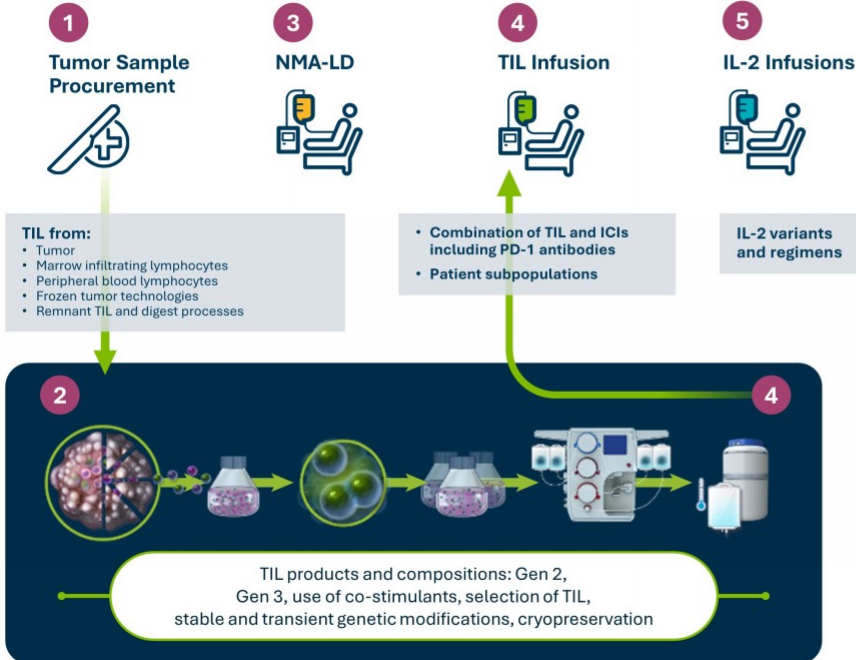 1
Tumor Sample
Procurement
3
NMA-LD
4
TIL Infusion
5
IL-2 Infusions
TIL from:
• Tumor
• Marrow infiltrating lymphocytes
• Peripheral blood lymphocytes
• Frozen tumor technologies
• Remnant TIL and digest processes
• Combination of TIL and ICIs
including PD-1 antibodies
• Patient subpopulations
IL-2 variants
and regimens
2
4
TIL products and compositions: Gen 2,
Gen 3, use of co-stimulants, selection of TIL,
stable and transient genetic modifications, cryopreservation